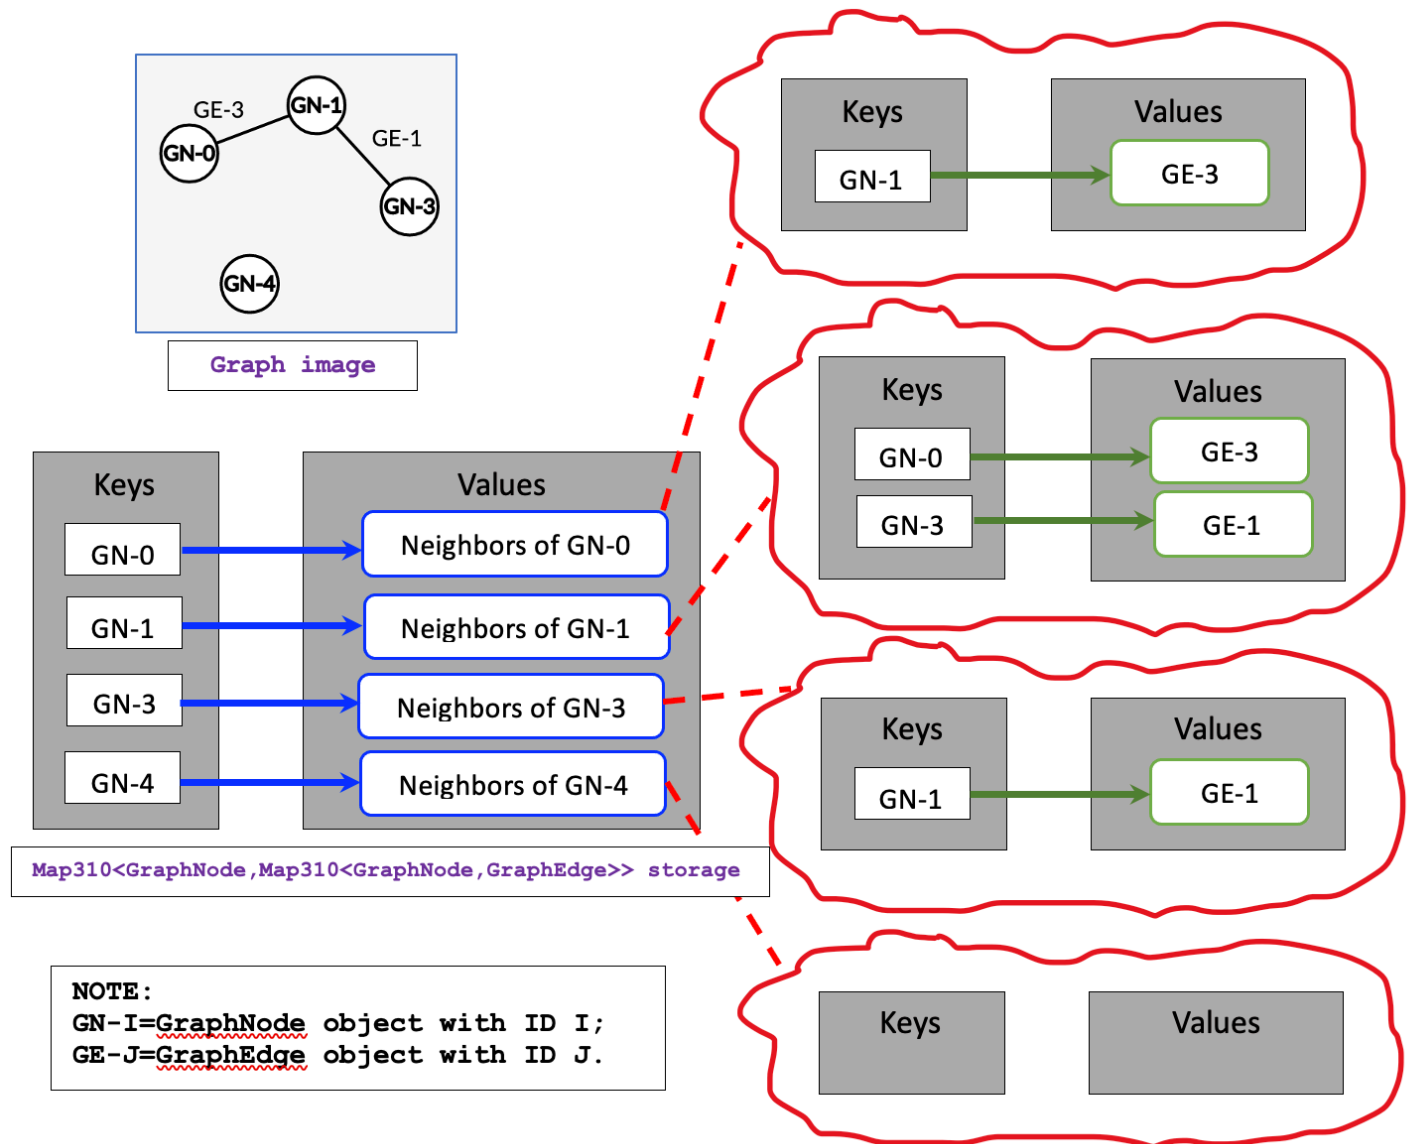 GE-3
GN-1
GE-1
GN-0
GN-3
GN-4
Graph image
Keys
Values
GN-0
Neighbors of GN-0
GN-1
Neighbors of GN-1
GN-3
Neighbors of GN-3
GN-4
Neighbors of GN-4
Map310<GraphNode,Map310<GraphNode,GraphEdge>> storage
NOTE:
GN-I=GraphNode object with ID I;
GE-J=GraphEdge object with ID J.
Keys
Values
GN-1
GE-3
Keys
Values
GN-0
GE-3
GN-3
GE-1
Keys
Values
GN-1
GE-1
Keys
Values